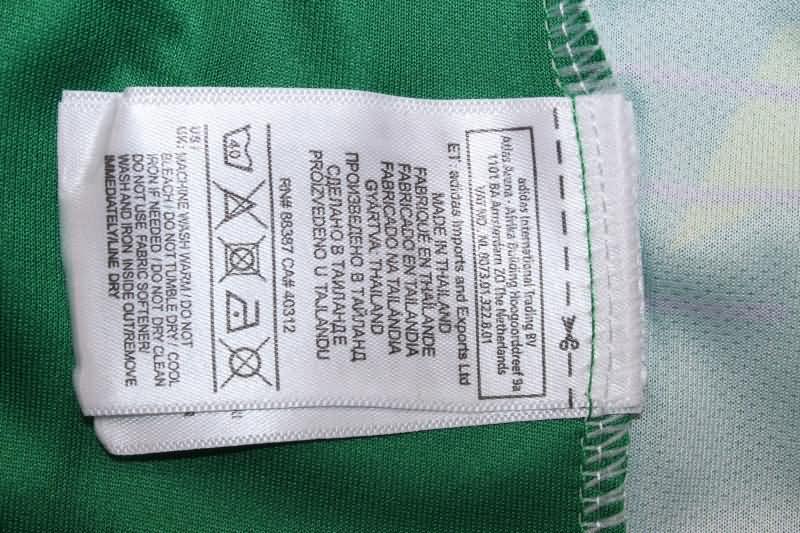 adidas International Trading BV
Atlas Arena - Afrika Building Hoogoorddreef 9a
1101 BA Amsterdam ZO The Netherlands
VAT NO. NL 8073.01.322.B.01
ET: adidas Imports and Exports Ltd
MADE IN THAILAND
FABRIQUÉ EN THAÏLANDE
FABRICADO EN TAILANDIA
FABRICADO NA TAILÂNDIA
GYÁRTVA: THAILAND
ПРОИЗВЕДЕНО В ТАЙЛАНД
СДЕЛАНО В ТАИЛАНДЕ
PROIZVEDENO U TAJLANDU
RN# 88387 CA# 40312
40
US /
UK: MACHINE WASH WARM / DO NOT
BLEACH / DO NOT TUMBLE DRY / COOL
IRON IF NEEDED / DO NOT DRY CLEAN
DO NOT USE FABRIC SOFTENER/
WASH AND IRON INSIDE OUT/REMOVE
IMMEDIATELY/LINE DRY